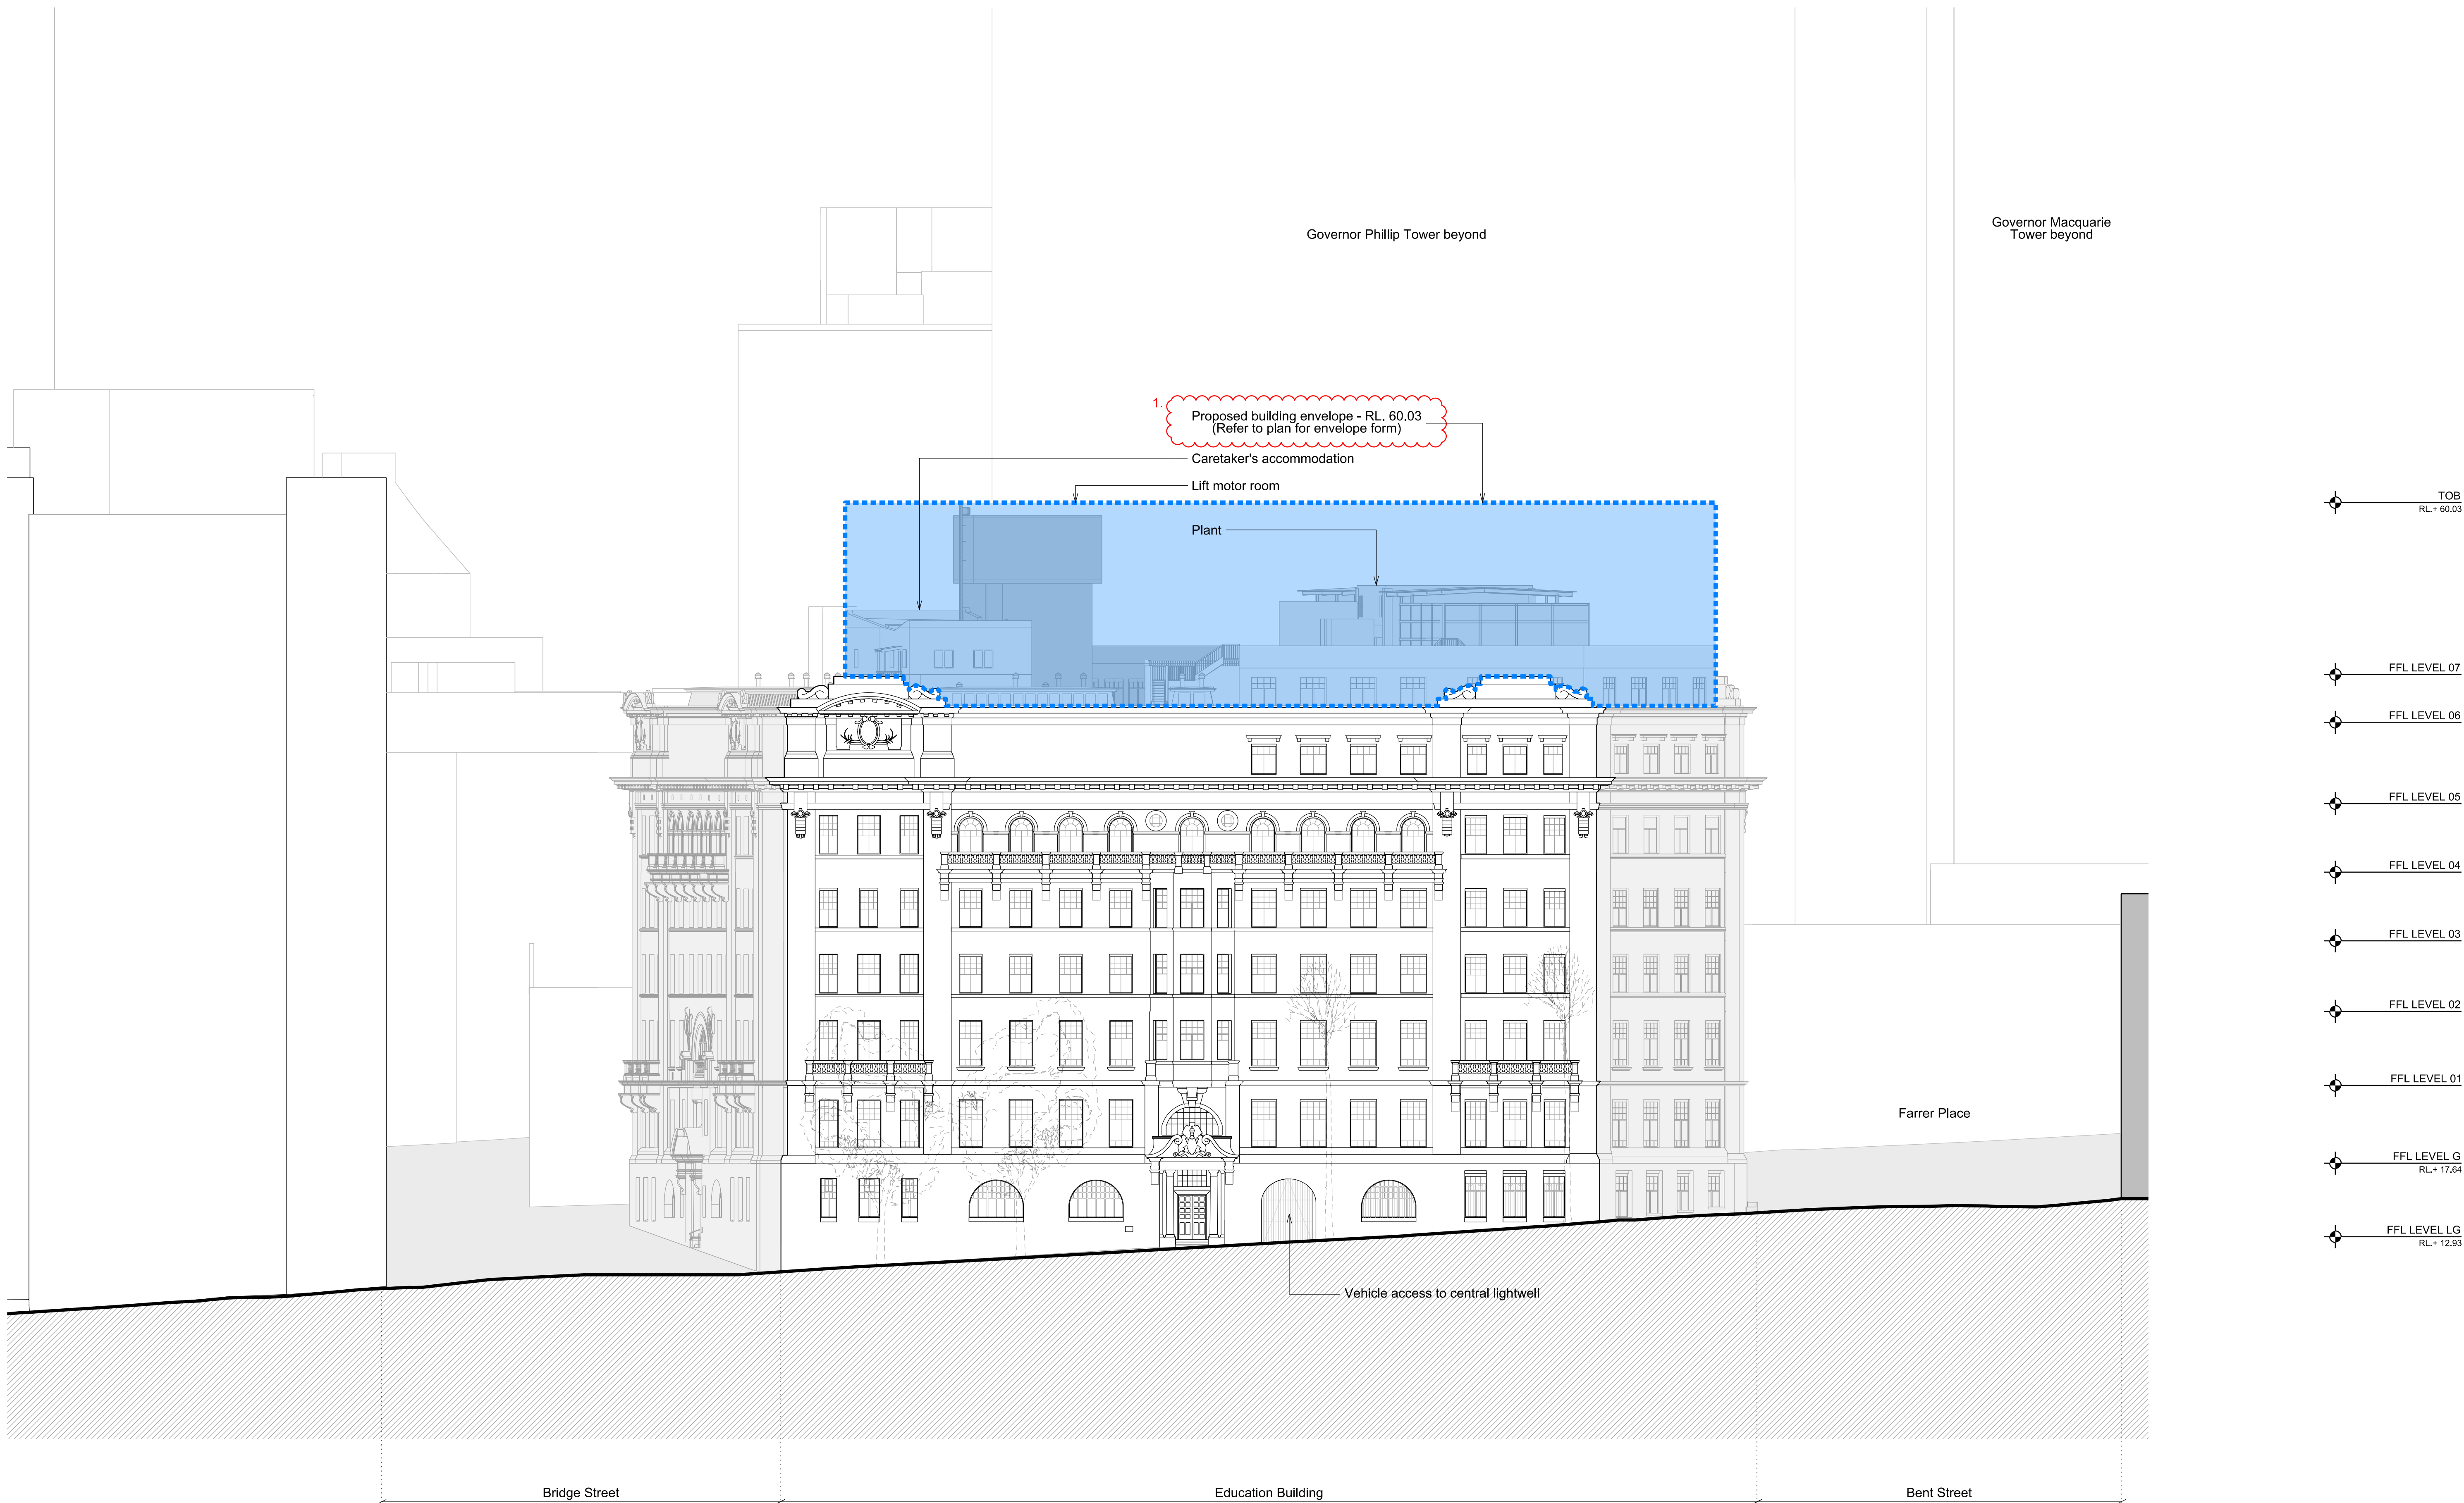 Governor Phillip Tower beyond
Governor Macquarie
Tower beyond
1.
Proposed building envelope - RL. 60.03
(Refer to plan for envelope form)
Caretaker's accommodation
Lift motor room
Plant
TOB
RL.+ 60.03
FFL LEVEL 07
FFL LEVEL 06
FFL LEVEL 05
FFL LEVEL 04
FFL LEVEL 03
FFL LEVEL 02
FFL LEVEL 01
Farrer Place
FFL LEVEL G
RL.+ 17.64
FFL LEVEL LG
RL.+ 12.93
Vehicle access to central lightwell
Bridge Street
Education Building
Bent Street